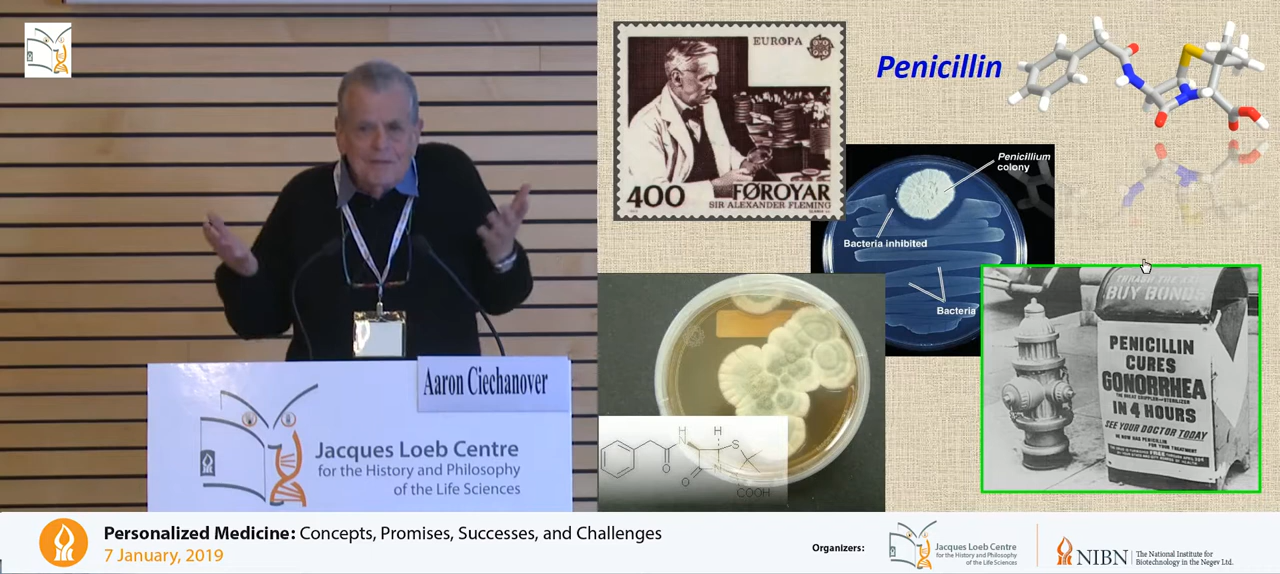 Aaron Ciechanover
Jacques Loeb Centre
for the History and Philosophy
of the Life Sciences
EUROPA
400 FØROYAR
SIR ALEXANDER FLEMING
Penicillin
Penicillium
colony
Bacteria inhibited
Bacteria
H
N
H
S
O
N
O
COOH
BUY BONDS
PENICILLIN
CURES
GONORRHEA
IN 4 HOURS
SEE YOUR DOCTOR TODAY
Personalized Medicine: Concepts, Promises, Successes, and Challenges
7 January, 2019
Organizers:
Jacques Loeb Centre
for the History and Philosophy
of the Life Sciences
NIBN
The National Institute for
Biotechnology in the Negev Ltd.